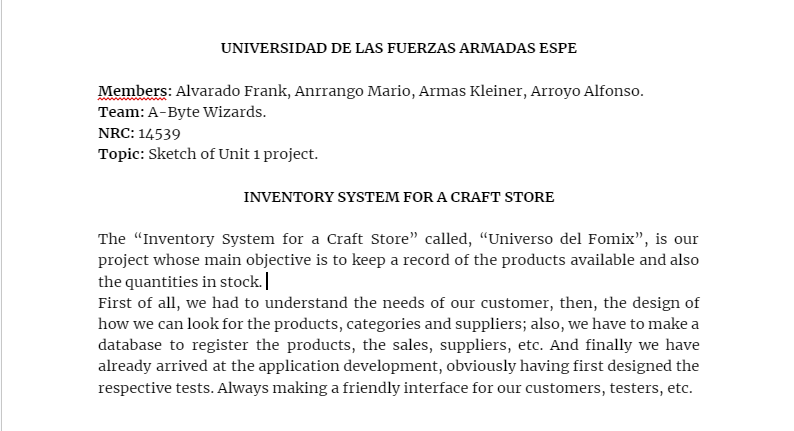 UNIVERSIDAD DE LAS FUERZAS ARMADAS ESPE
Members: Alvarado Frank, Anrrango Mario, Armas Kleiner, Arroyo Alfonso.
Team: A-Byte Wizards.
NRC: 14539
Topic: Sketch of Unit 1 project.
INVENTORY SYSTEM FOR A CRAFT STORE
The “Inventory System for a Craft Store” called, “Universo del Fomix”, is our
project whose main objective is to keep a record of the products available and also
the quantities in stock.
First of all, we had to understand the needs of our customer, then, the design of
how we can look for the products, categories and suppliers; also, we have to make a
database to register the products, the sales, suppliers, etc. And finally we have
already arrived at the application development, obviously having first designed the
respective tests. Always making a friendly interface for our customers, testers, etc.